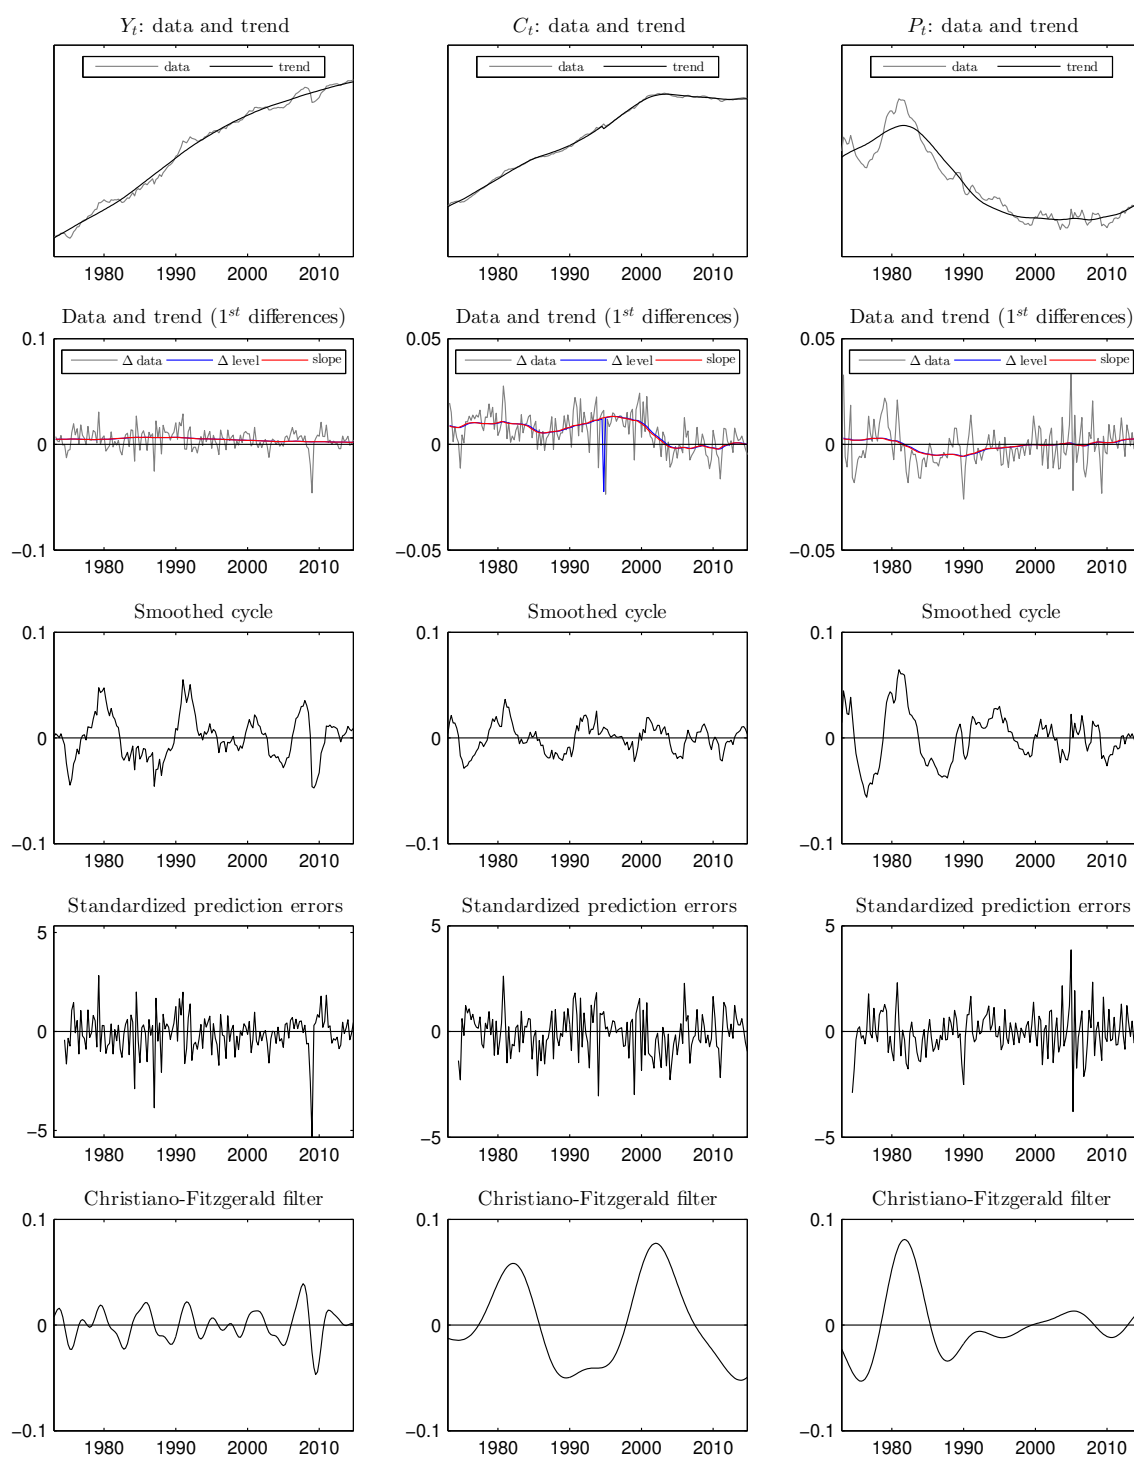 Y_t: data and trend
C_t: data and trend
P_t: data and trend
data trend
data trend
data trend
1980 1990 2000 2010
1980 1990 2000 2010
1980 1990 2000 2010
Data and trend (1^st differences)
Data and trend (1^st differences)
Data and trend (1^st differences)
0.1
0.05
0.05
Δ data Δ level slope
Δ data Δ level slope
Δ data Δ level slope
0
0
0
−0.1
−0.05
−0.05
1980 1990 2000 2010
1980 1990 2000 2010
1980 1990 2000 2010
Smoothed cycle
Smoothed cycle
Smoothed cycle
0.1
0.1
0.1
0
0
0
−0.1
−0.1
−0.1
1980 1990 2000 2010
1980 1990 2000 2010
1980 1990 2000 2010
Standardized prediction errors
Standardized prediction errors
Standardized prediction errors
5
5
5
0
0
0
−5
−5
−5
1980 1990 2000 2010
1980 1990 2000 2010
1980 1990 2000 2010
Christiano-Fitzgerald filter
Christiano-Fitzgerald filter
Christiano-Fitzgerald filter
0.1
0.1
0.1
0
0
0
−0.1
−0.1
−0.1
1980 1990 2000 2010
1980 1990 2000 2010
1980 1990 2000 2010